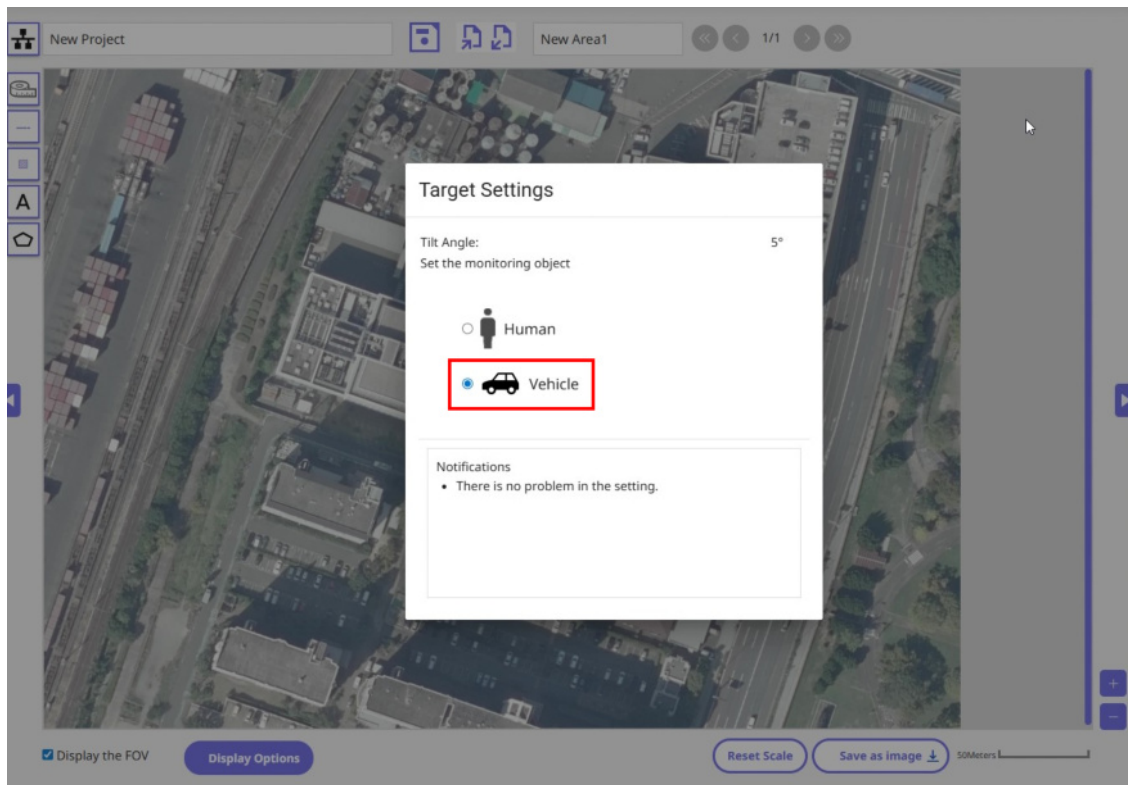 New Project
New Area1
1/1
A
Target Settings
Tilt Angle: 5°
Set the monitoring object
Human
Vehicle
Notifications
• There is no problem in the setting.
Display the FOV
Display Options
Reset Scale
Save as image
50Meters